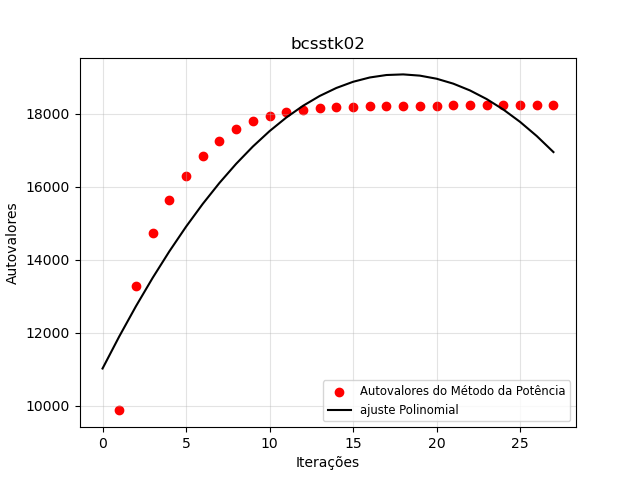 bcsstk02
18000
16000
14000
12000
10000
Autovalores
0
5
10
15
20
25
Iterações
Autovalores do Método da Potência
ajuste Polinomial